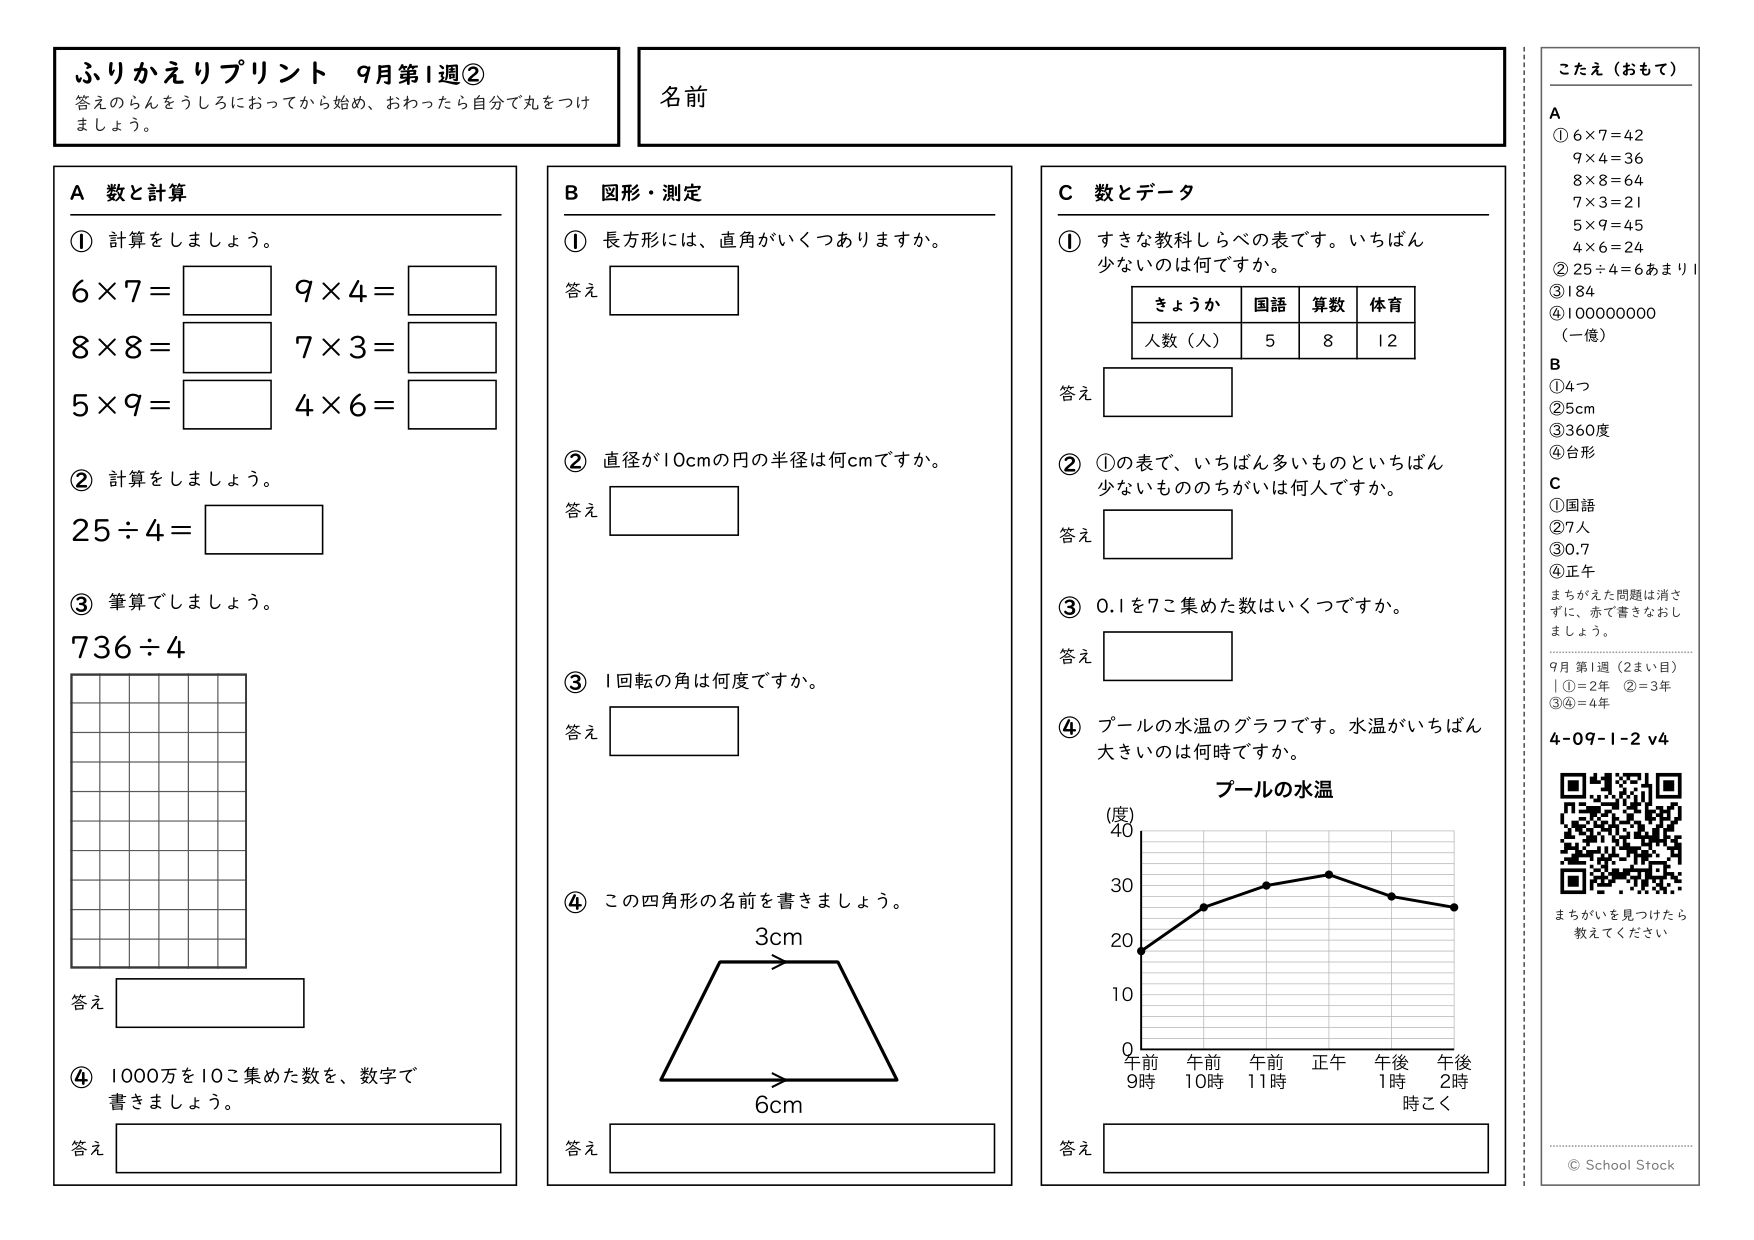 ふりかえりプリント　9月第1週②
答えのらんをうしろにおってから始め、おわったら自分で丸をつけ
ましょう。
名前
A　数と計算
① 計算をしましょう。
6×7＝　9×4＝
8×8＝　7×3＝
5×9＝　4×6＝
② 計算をしましょう。
25÷4＝
③ 筆算でしましょう。
736÷4
答え
④ 1000万を10こ集めた数を、数字で
書きましょう。
答え
B　図形・測定
① 長方形には、直角がいくつありますか。
答え
② 直径が10cmの円の半径は何cmですか。
答え
③ 1回転の角は何度ですか。
答え
④ この四角形の名前を書きましょう。
3cm
6cm
答え
C　数とデータ
① すきな教科しらべの表です。いちばん
少ないのは何ですか。
きょうか　国語　算数　体育
人数（人）　5　8　12
答え
② ①の表で、いちばん多いものといちばん
少ないもののちがいは何人ですか。
答え
③ 0.1を7こ集めた数はいくつですか。
答え
④ プールの水温のグラフです。水温がいちばん
大きいのは何時ですか。
プールの水温
(度)
40
30
20
10
0
午前　午前　午前　正午　午後　午後
9時　10時　11時　1時　2時
時こく
答え
こたえ（おもて）
A
① 6×7＝42
9×4＝36
8×8＝64
7×3＝21
5×9＝45
4×6＝24
② 25÷4＝6あまり1
③184
④100000000
（一億）
B
①4つ
②5cm
③360度
④台形
C
①国語
②7人
③0.7
④正午
まちがえた問題は消さ
ずに、赤で書きなおし
ましょう。
9月 第1週（2まい目）
｜①＝2年　②＝3年
③④＝4年
4-09-1-2 v4
まちがいを見つけたら
教えてください
© School Stock